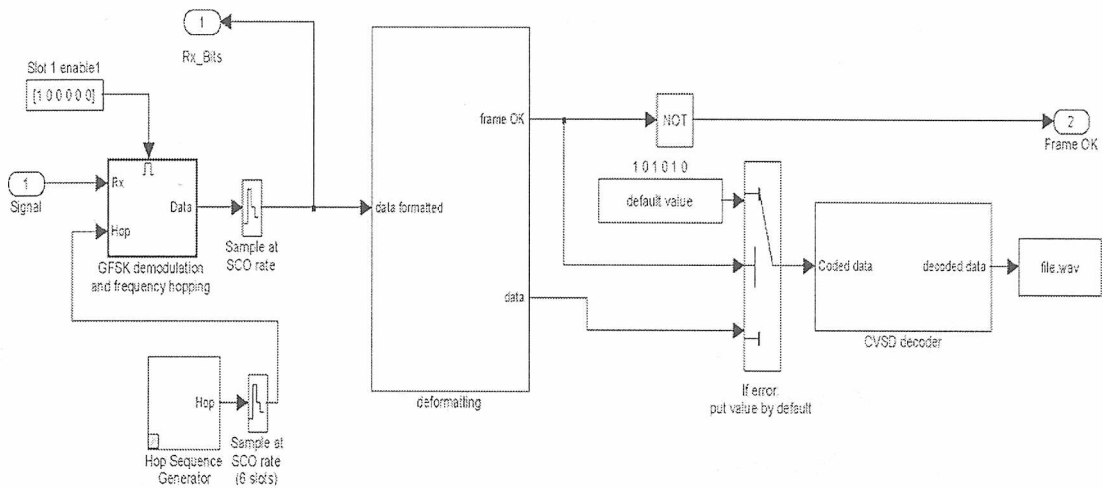 1
Rx_Bits
Slot 1 enable1
[1 0 0 0 0 0]
1
Signal
Rx
Hop
Data
GFSK demodulation
and frequency hopping
Sample at
SCO rate
Hop
Hop Sequence
Generator
Sample at
SCO rate
(6 slots)
data formatted
frame OK
data
deformatting
NOT
2
Frame OK
1 0 1 0 1 0
default value
If error:
put value by default
Coded data
decoded data
CVSD decoder
file.wav